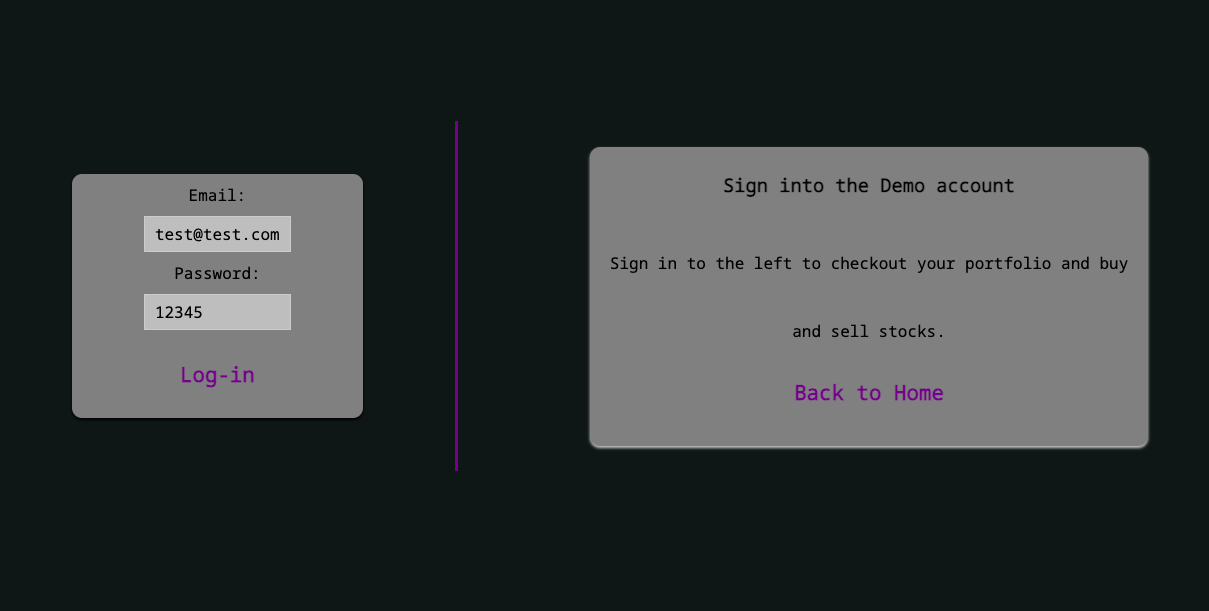 Email:
test@test.com
Password:
12345
Log-in
Sign into the Demo account
Sign in to the left to checkout your portfolio and buy
and sell stocks.
Back to Home